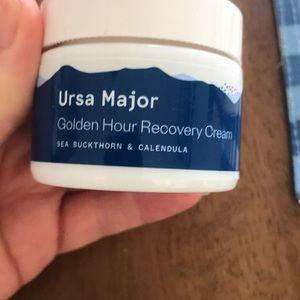 Ursa Major
Golden Hour Recovery Cream
SEA BUCKTHORN & CALENDULA